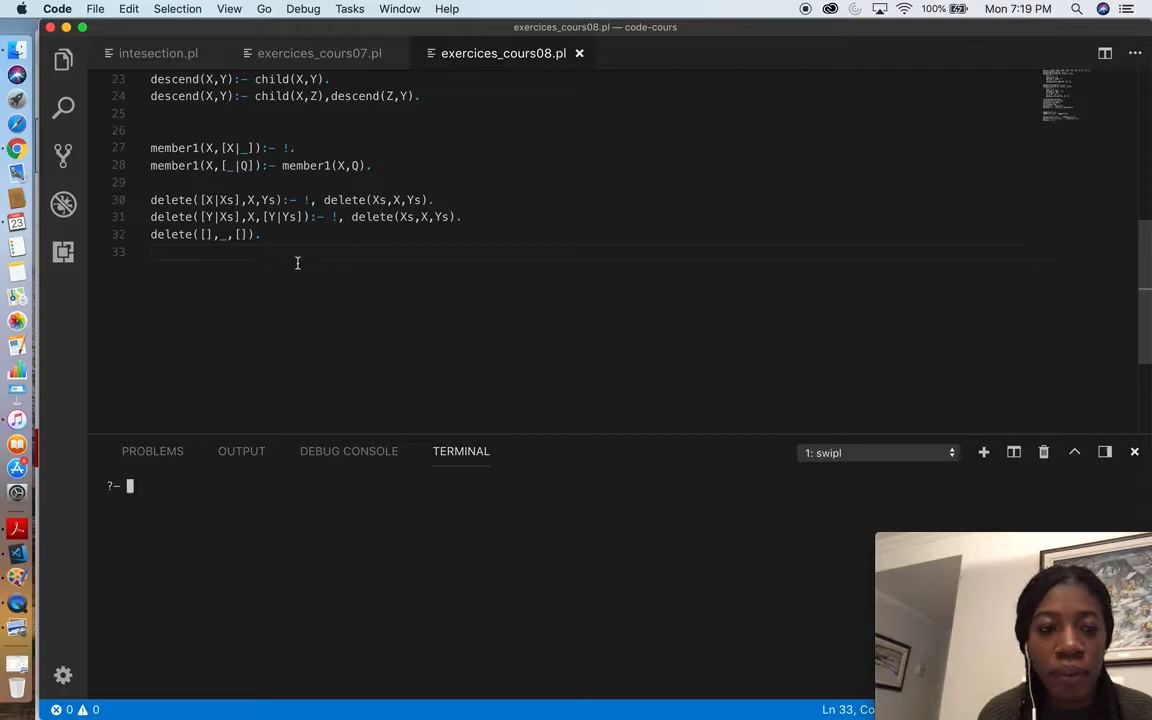 Code File Edit Selection View Go Debug Tasks Window Help 100% Mon 7:19 PM
exercices_cours08.pl — code-cours
intesection.pl exercices_cours07.pl exercices_cours08.pl
23 descend(X,Y):- child(X,Y).
24 descend(X,Y):- child(X,Z),descend(Z,Y).
25
26
27 member1(X,[X|_]):- !.
28 member1(X,[_|Q]):- member1(X,Q).
29
30 delete([X|Xs],X,Ys):- !, delete(Xs,X,Ys).
31 delete([Y|Xs],X,[Y|Ys]):- !, delete(Xs,X,Ys).
32 delete([],_,[]).
33
PROBLEMS OUTPUT DEBUG CONSOLE TERMINAL 1: swipl
?-
0 0 Ln 33, Co
23